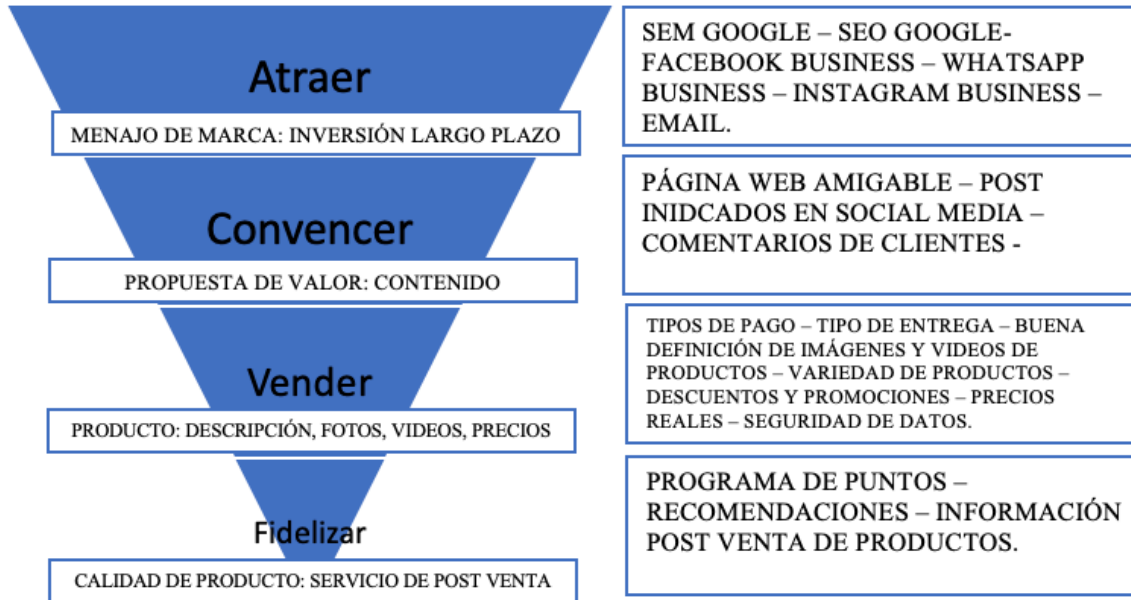 Atraer
MENAJO DE MARCA: INVERSIÓN LARGO PLAZO
SEM GOOGLE – SEO GOOGLE-
FACEBOOK BUSINESS – WHATSAPP
BUSINESS – INSTAGRAM BUSINESS –
EMAIL.
Convencer
PROPUESTA DE VALOR: CONTENIDO
PÁGINA WEB AMIGABLE – POST
INIDCADOS EN SOCIAL MEDIA –
COMENTARIOS DE CLIENTES -
Vender
PRODUCTO: DESCRIPCIÓN, FOTOS, VIDEOS, PRECIOS
TIPOS DE PAGO – TIPO DE ENTREGA – BUENA
DEFINICIÓN DE IMÁGENES Y VIDEOS DE
PRODUCTOS – VARIEDAD DE PRODUCTOS –
DESCUENTOS Y PROMOCIONES – PRECIOS
REALES – SEGURIDAD DE DATOS.
Fidelizar
CALIDAD DE PRODUCTO: SERVICIO DE POST VENTA
PROGRAMA DE PUNTOS –
RECOMENDACIONES – INFORMACIÓN
POST VENTA DE PRODUCTOS.